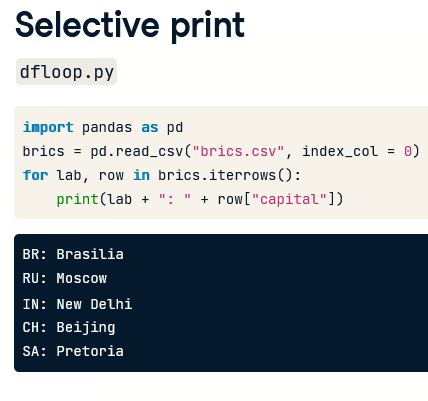 Selective print
dfloop.py
import pandas as pd
brics = pd.read_csv("brics.csv", index_col = 0)
for lab, row in brics.iterrows():
    print(lab + ": " + row["capital"])
BR: Brasilia
RU: Moscow
IN: New Delhi
CH: Beijing
SA: Pretoria